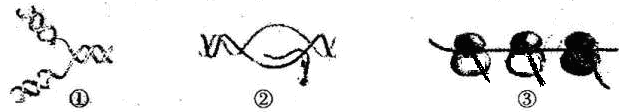 ① ② ③